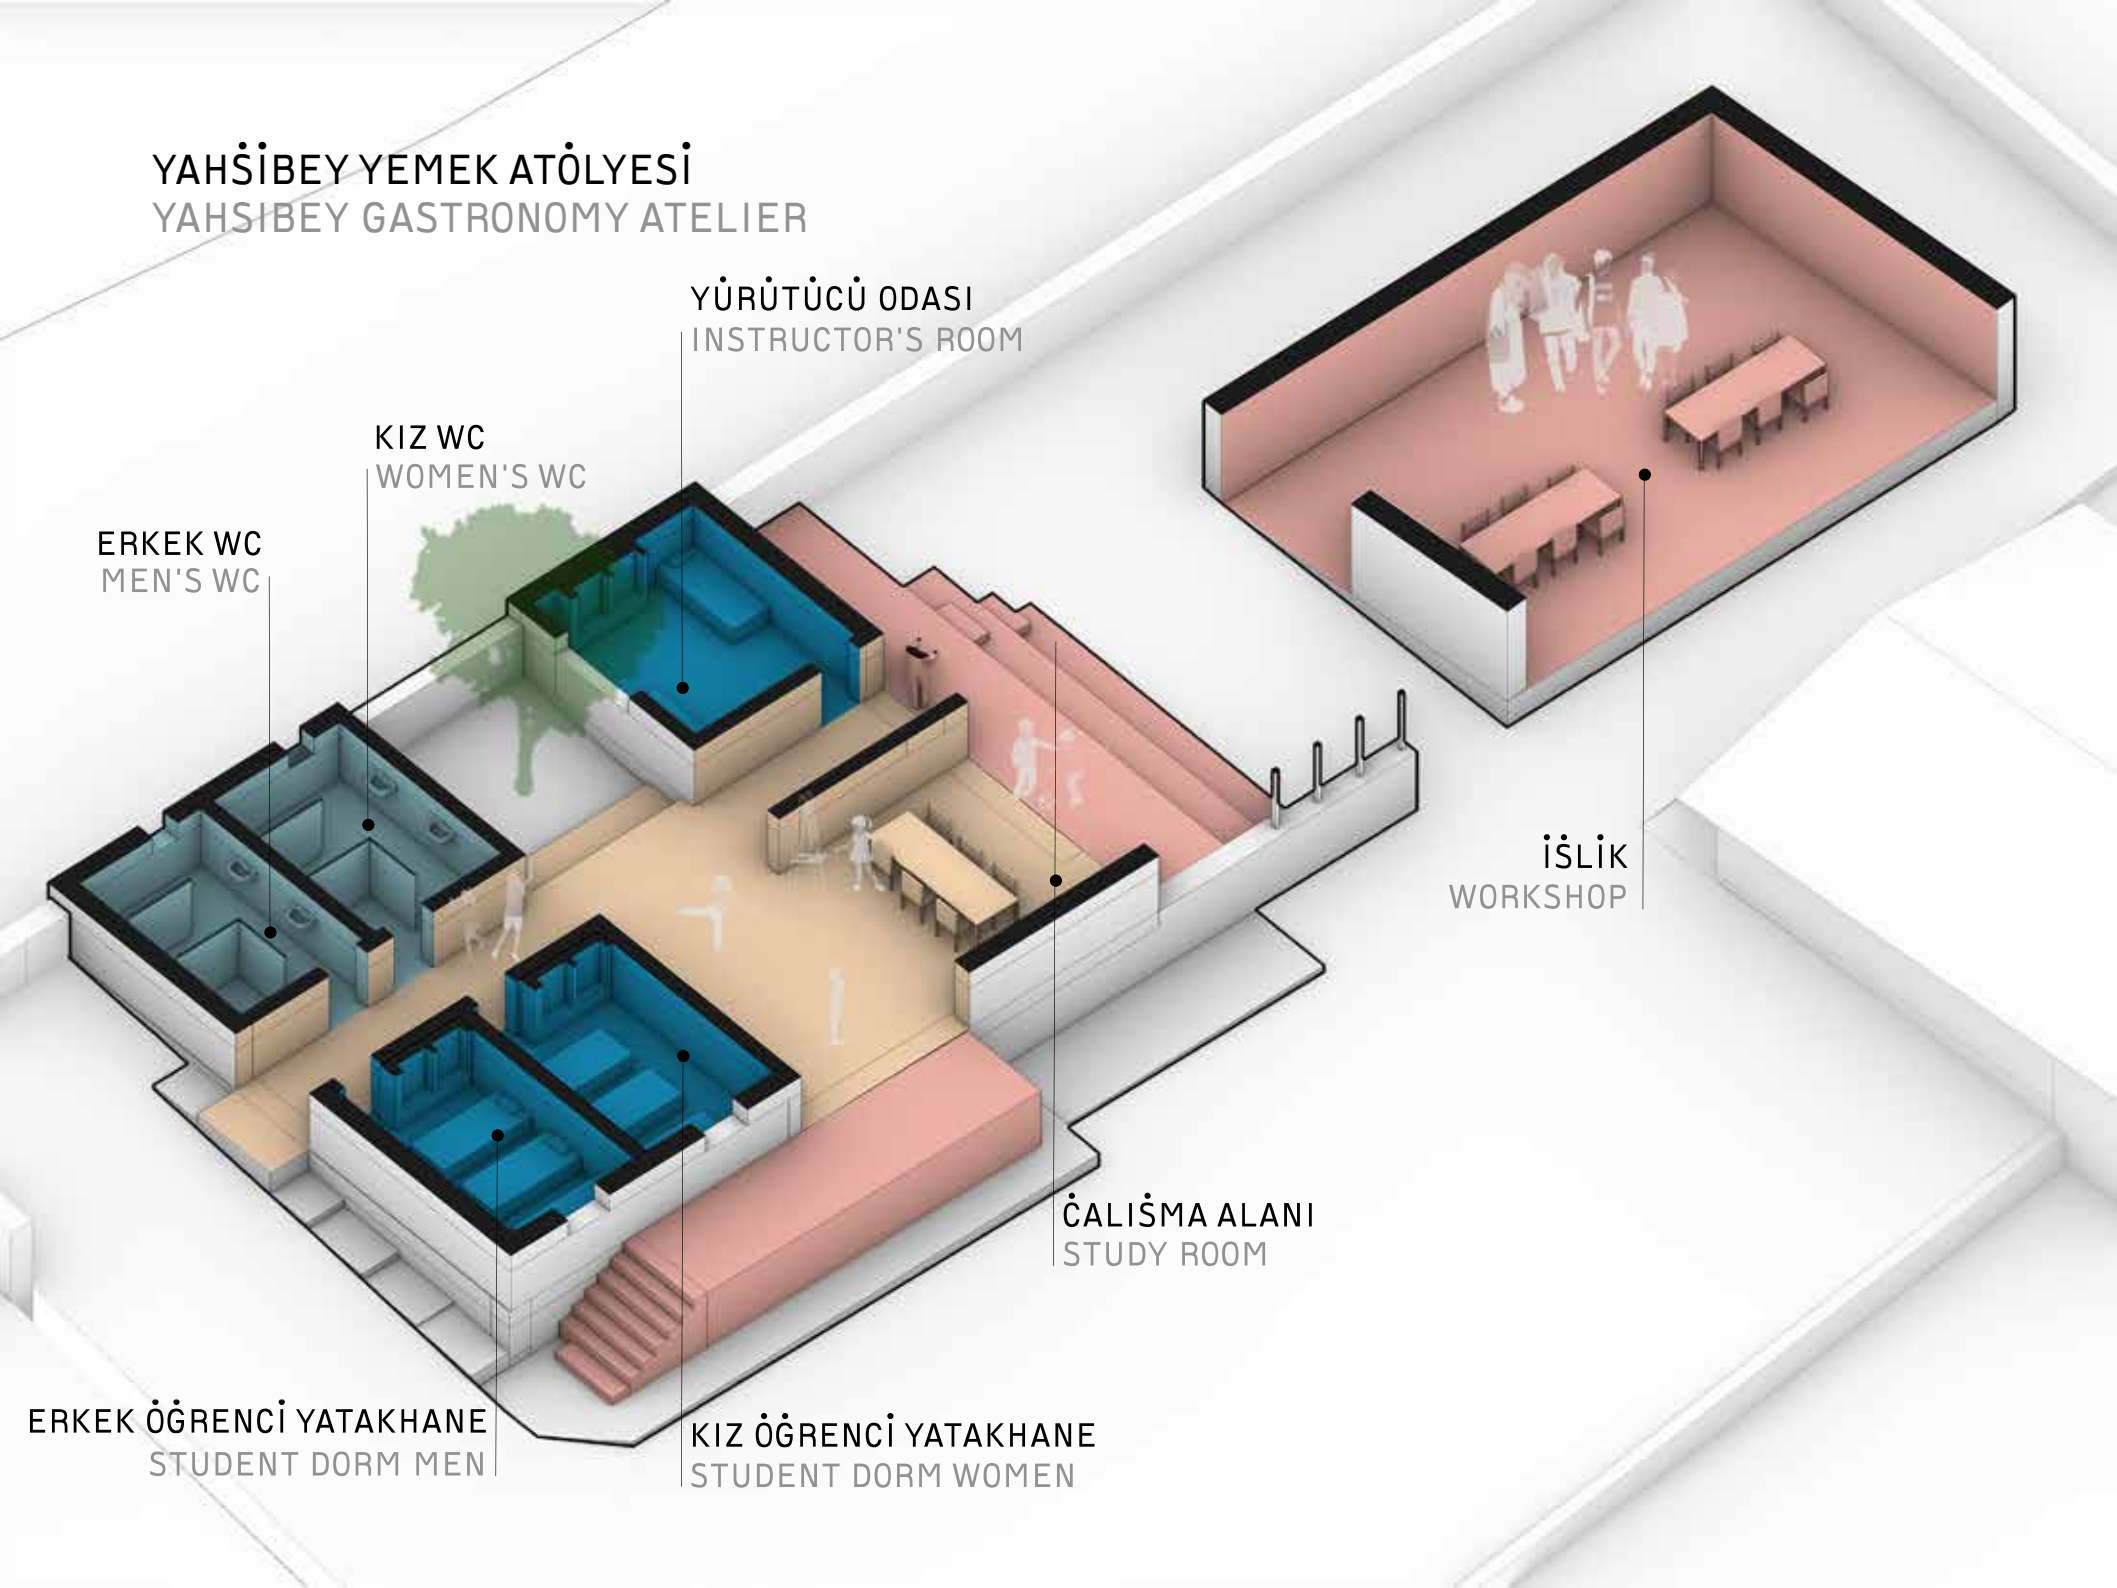 YAHŞİBEY YEMEK ATÖLYESİ
YAHSIBEY GASTRONOMY ATELIER
YÜRÜTÜCÜ ODASI
INSTRUCTOR'S ROOM
KIZ WC
WOMEN'S WC
ERKEK WC
MEN'S WC
İŞLİK
WORKSHOP
ÇALIŞMA ALANI
STUDY ROOM
ERKEK ÖĞRENCİ YATAKHANE
STUDENT DORM MEN
KIZ ÖĞRENCİ YATAKHANE
STUDENT DORM WOMEN